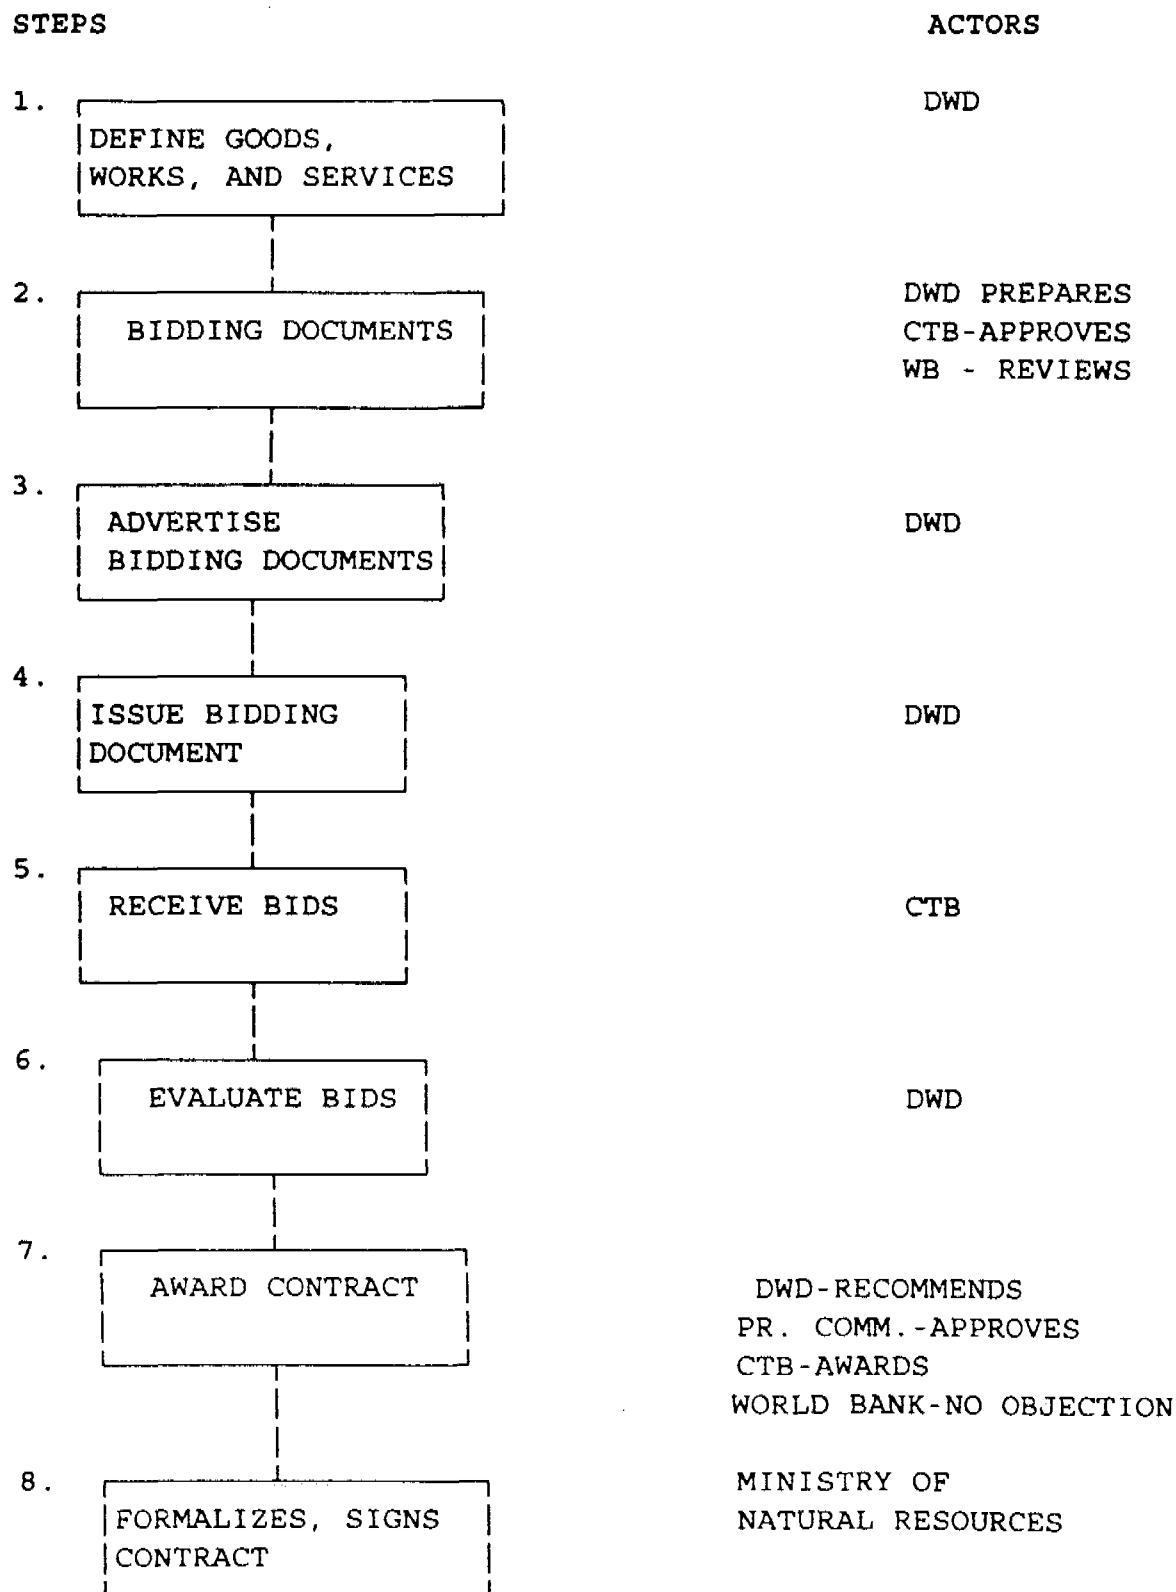 STEPS ACTORS
1. DWD
DEFINE GOODS,
WORKS, AND SERVICES
2. DWD PREPARES
BIDDING DOCUMENTS CTB-APPROVES
WB - REVIEWS
3.
ADVERTISE DWD
BIDDING DOCUMENTS
4.
ISSUE BIDDING DWD
DOCUMENT
5.
RECEIVE BIDS CTB
6.
EVALUATE BIDS DWD
7.
AWARD CONTRACT DWD-RECOMMENDS
PR. COMM.-APPROVES
CTB-AWARDS
WORLD BANK-NO OBJECTION
8. MINISTRY OF
FORMALIZES, SIGNS NATURAL RESOURCES
CONTRACT